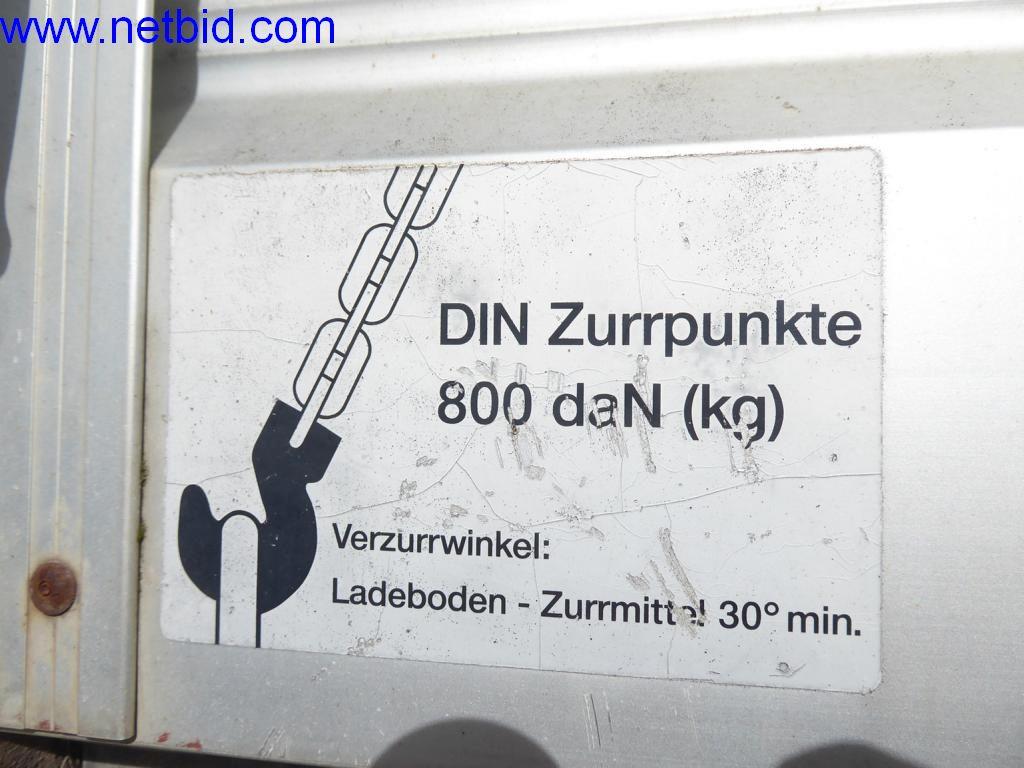 www.netbid.com
DIN Zurrpunkte
800 daN (kg)
Verzurrwinkel:
Ladeboden - Zurrmittel 30° min.